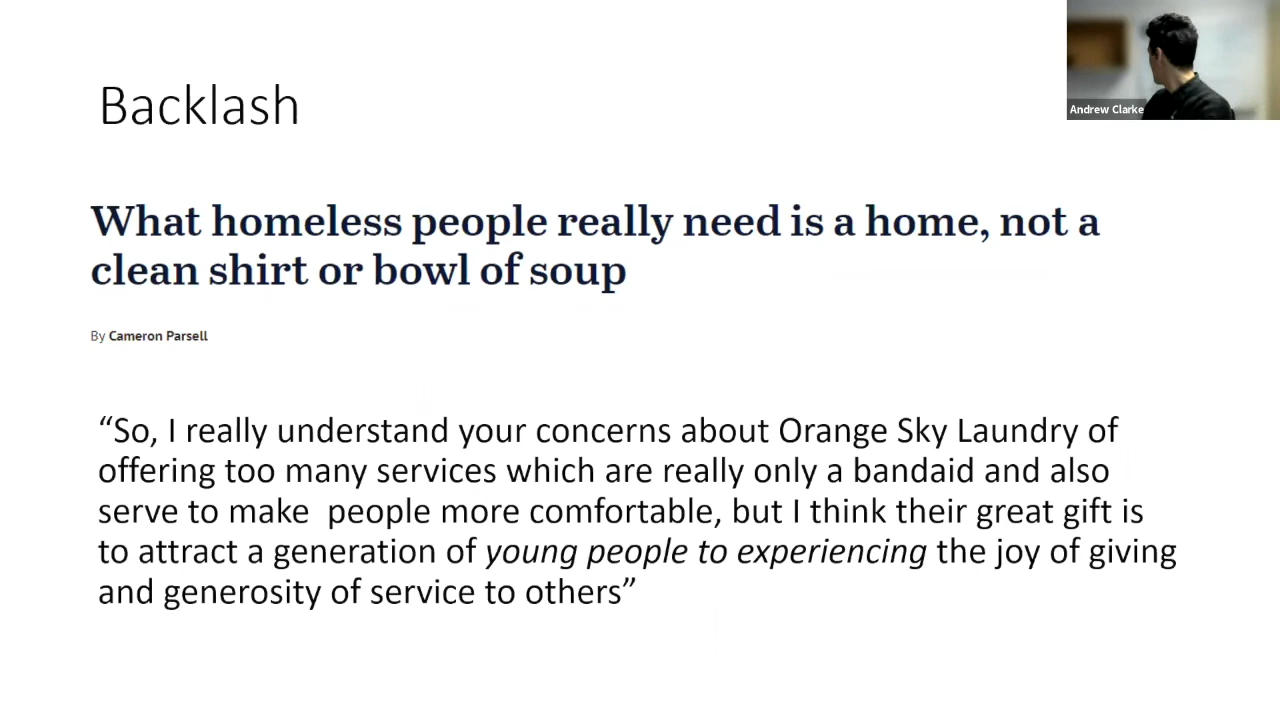 Andrew Clarke
Backlash
What homeless people really need is a home, not a
clean shirt or bowl of soup
By Cameron Parsell
“So, I really understand your concerns about Orange Sky Laundry of
offering too many services which are really only a bandaid and also
serve to make  people more comfortable, but I think their great gift is
to attract a generation of young people to experiencing the joy of giving
and generosity of service to others”